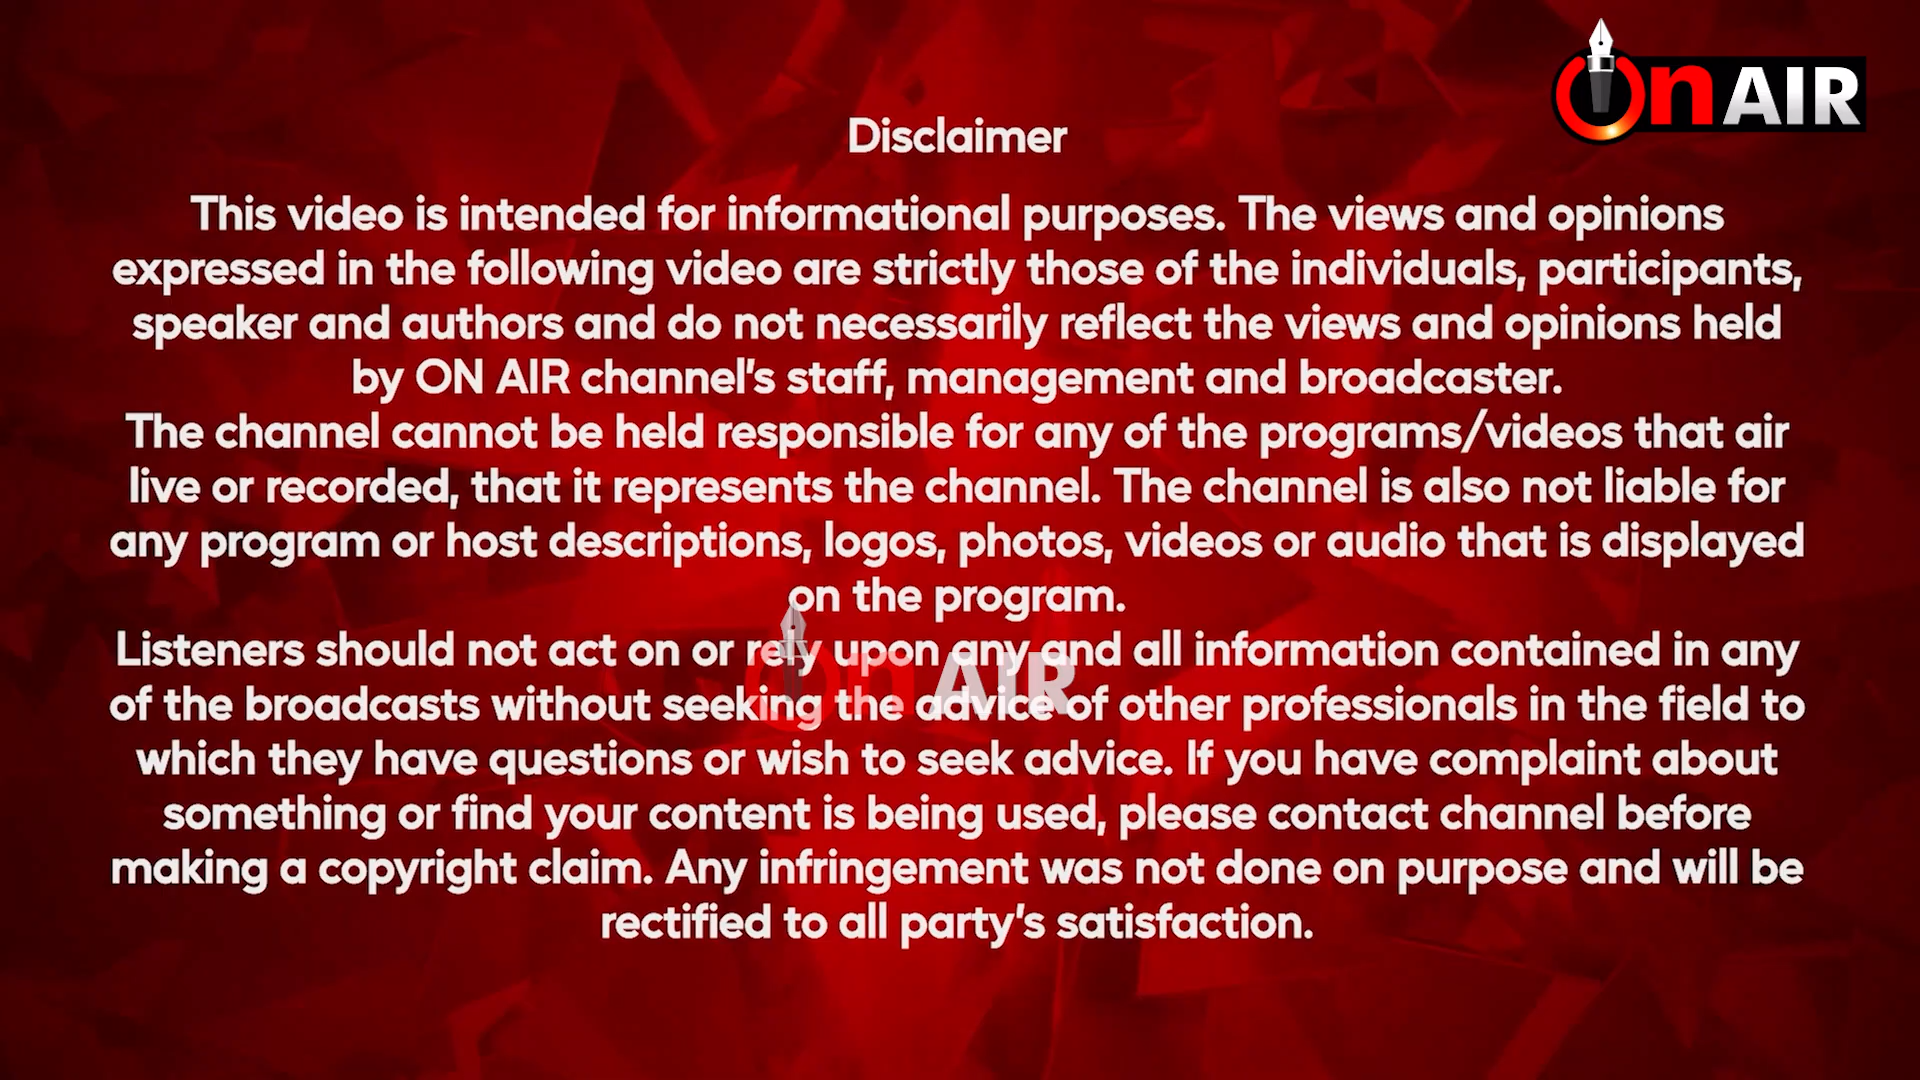 On AIR
Disclaimer
This video is intended for informational purposes. The views and opinions
expressed in the following video are strictly those of the individuals, participants,
speaker and authors and do not necessarily reflect the views and opinions held
by ON AIR channel's staff, management and broadcaster.
The channel cannot be held responsible for any of the programs/videos that air
live or recorded, that it represents the channel. The channel is also not liable for
any program or host descriptions, logos, photos, videos or audio that is displayed
on the program.
Listeners should not act on or rely upon any and all information contained in any
On AIR
of the broadcasts without seeking the advice of other professionals in the field to
which they have questions or wish to seek advice. If you have complaint about
something or find your content is being used, please contact channel before
making a copyright claim. Any infringement was not done on purpose and will be
rectified to all party's satisfaction.